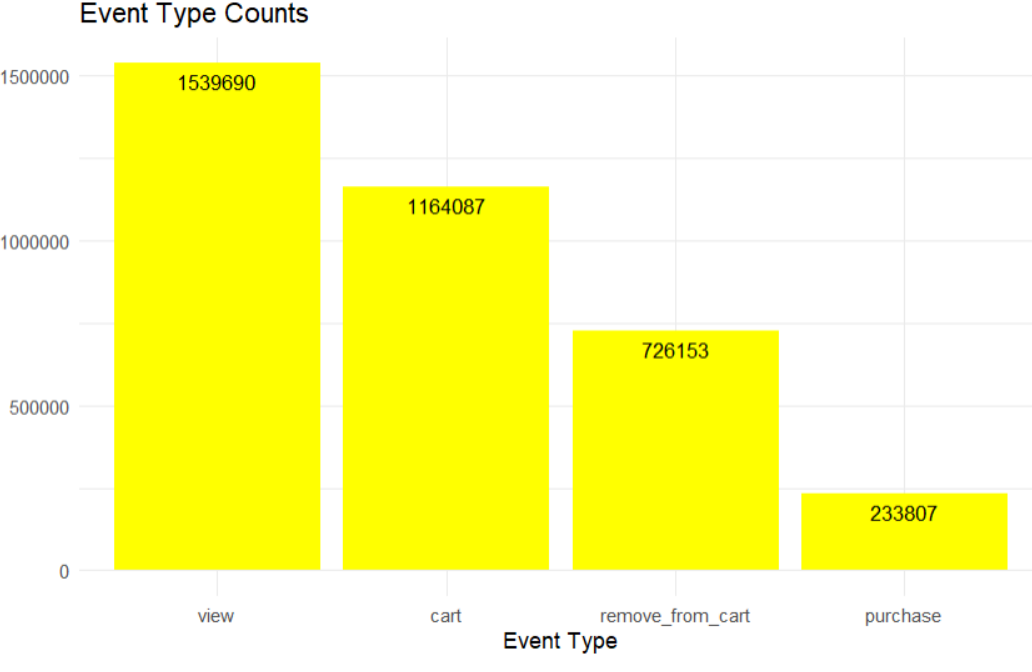 Event Type Counts
1500000
1539690
1164087
1000000
726153
500000
233807
0
view cart remove_from_cart purchase
Event Type